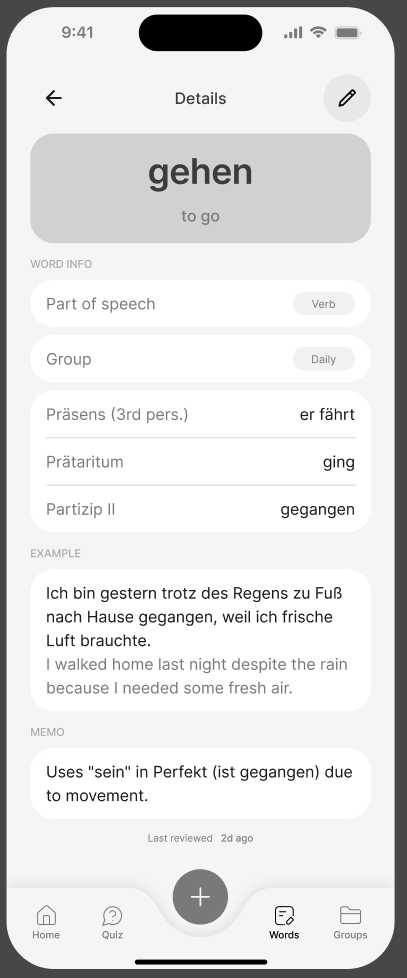 9:41
Details
gehen
to go
WORD INFO
Part of speech Verb
Group Daily
Präsens (3rd pers.) er fährt
Prätaritum ging
Partizip II gegangen
EXAMPLE
Ich bin gestern trotz des Regens zu Fuß
nach Hause gegangen, weil ich frische
Luft brauchte.
I walked home last night despite the rain
because I needed some fresh air.
MEMO
Uses "sein" in Perfekt (ist gegangen) due
to movement.
Last reviewed 2d ago
Home Quiz Words Groups